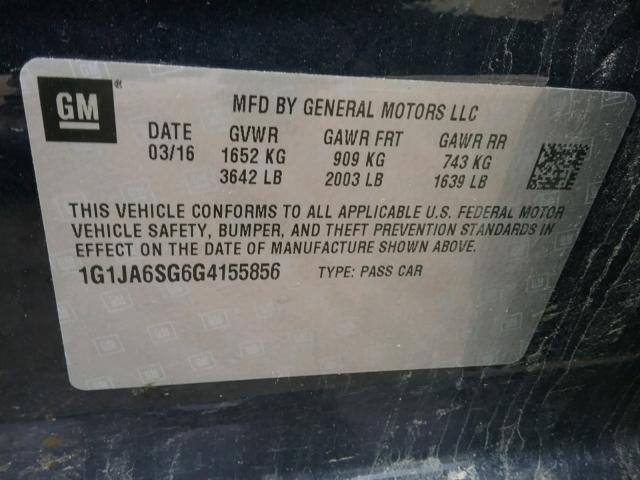 GM ®
MFD BY GENERAL MOTORS LLC
DATE GVWR GAWR FRT GAWR RR
03/16 1652 KG 909 KG 743 KG
3642 LB 2003 LB 1639 LB
THIS VEHICLE CONFORMS TO ALL APPLICABLE U.S. FEDERAL MOTOR
VEHICLE SAFETY, BUMPER, AND THEFT PREVENTION STANDARDS IN
EFFECT ON THE DATE OF MANUFACTURE SHOWN ABOVE.
1G1JA6SG6G4155856 TYPE: PASS CAR